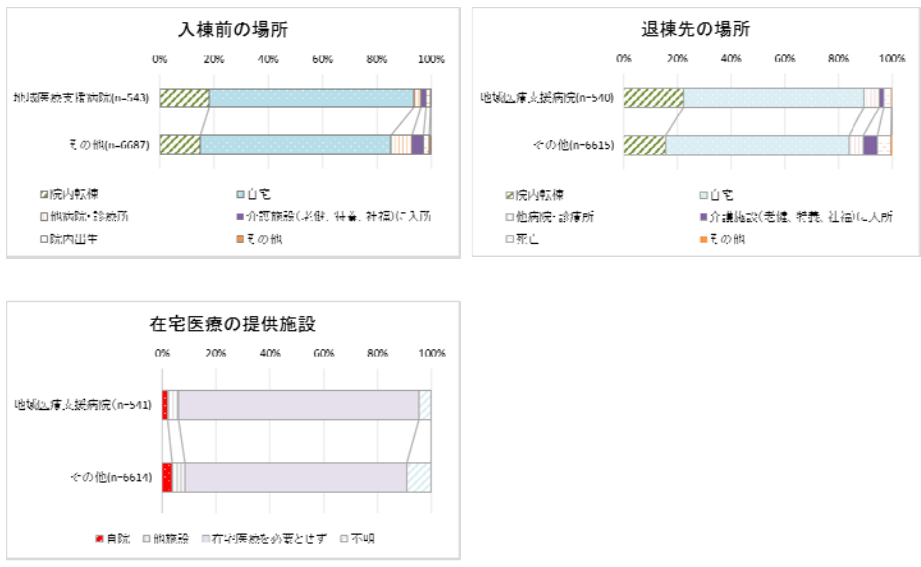 入棟前の場所
0% 20% 40% 60% 80% 100%
地域医療支援病院(n=543)
その他(n=6687)
院内転棟 自宅
他病院・診療所 介護施設(老健、特養、社福)に入所
院内出生 その他
退棟先の場所
0% 20% 40% 60% 80% 100%
地域医療支援病院(n=540)
その他(n=6615)
院内転棟 自宅
他病院・診療所 介護施設(老健、特養、社福)に入所
死亡 その他
在宅医療の提供施設
0% 20% 40% 60% 80% 100%
地域医療支援病院(n=541)
その他(n=6614)
自院 他施設 在宅医療を必要とせず 不明